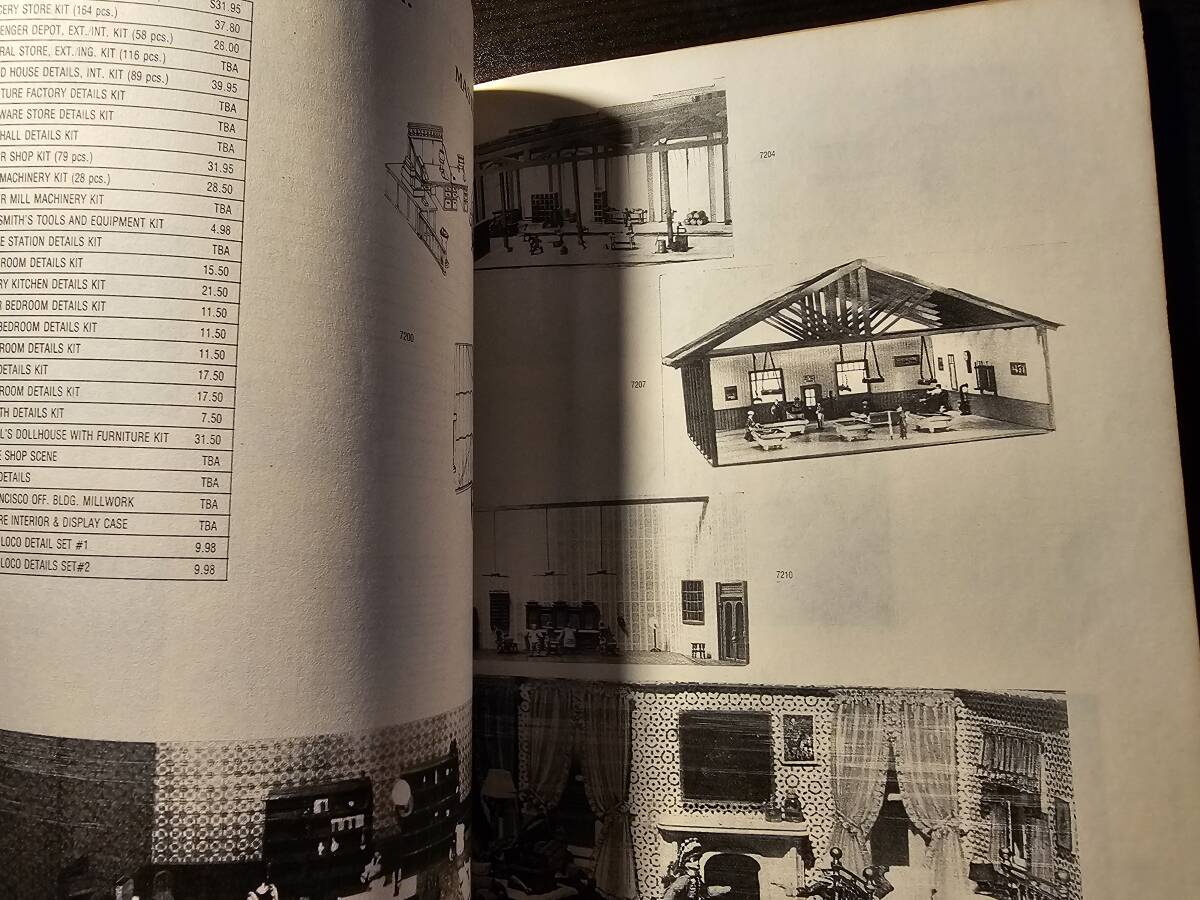 $31.95
CERY STORE KIT (164 pcs.) 37.80
ENGER DEPOT, EXT./INT. KIT (58 pcs.) 28.00
RAL STORE, EXT./ING. KIT (116 pcs.) TBA
D HOUSE DETAILS, INT. KIT (89 pcs.) 39.95
TURE FACTORY DETAILS KIT TBA
WARE STORE DETAILS KIT TBA
HALL DETAILS KIT TBA
R SHOP KIT (79 pcs.) 31.95
MACHINERY KIT (28 pcs.) 28.50
R MILL MACHINERY KIT TBA
SMITH'S TOOLS AND EQUIPMENT KIT 4.98
E STATION DETAILS KIT TBA
ROOM DETAILS KIT 15.50
RY KITCHEN DETAILS KIT 21.50
R BEDROOM DETAILS KIT 11.50
BEDROOM DETAILS KIT 11.50
ROOM DETAILS KIT 11.50
DETAILS KIT 17.50
ROOM DETAILS KIT 17.50
TH DETAILS KIT 7.50
L'S DOLLHOUSE WITH FURNITURE KIT 31.50
E SHOP SCENE TBA
DETAILS TBA
NCISCO OFF. BLDG. MILLWORK TBA
RE INTERIOR & DISPLAY CASE TBA
LOCO DETAIL SET #1 9.98
LOCO DETAILS SET#2 9.98
MA
7200
7204
7207
7210